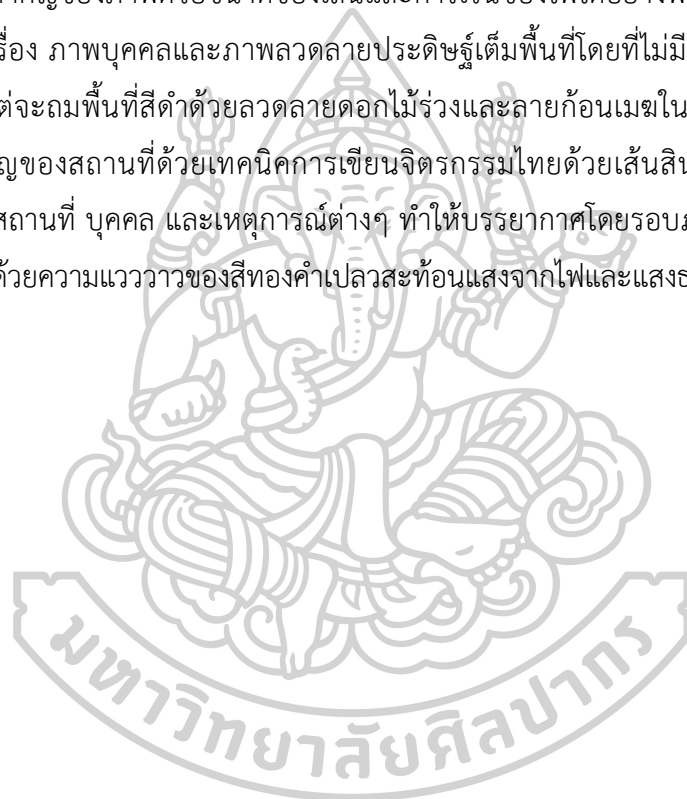 เรื่อง ภาพบุคคลและภาพลวดลายประดิษฐ์เต็มพื้นที่โดยที่ไม่มี
ต่จะถมพื้นที่สีดำด้วยลวดลายดอกไม้ร่วงและลายก้อนเมฆใน
ญของสถานที่ด้วยเทคนิคการเขียนจิตรกรรมไทยด้วยเส้นสิน
สถานที่ บุคคล และเหตุการณ์ต่างๆ ทำให้บรรยากาศโดยรอบ
ด้วยความแวววาวของสีทองคำเปลวสะท้อนแสงจากไฟและแสงธ
มหาวิทยาลัยศิลปากร